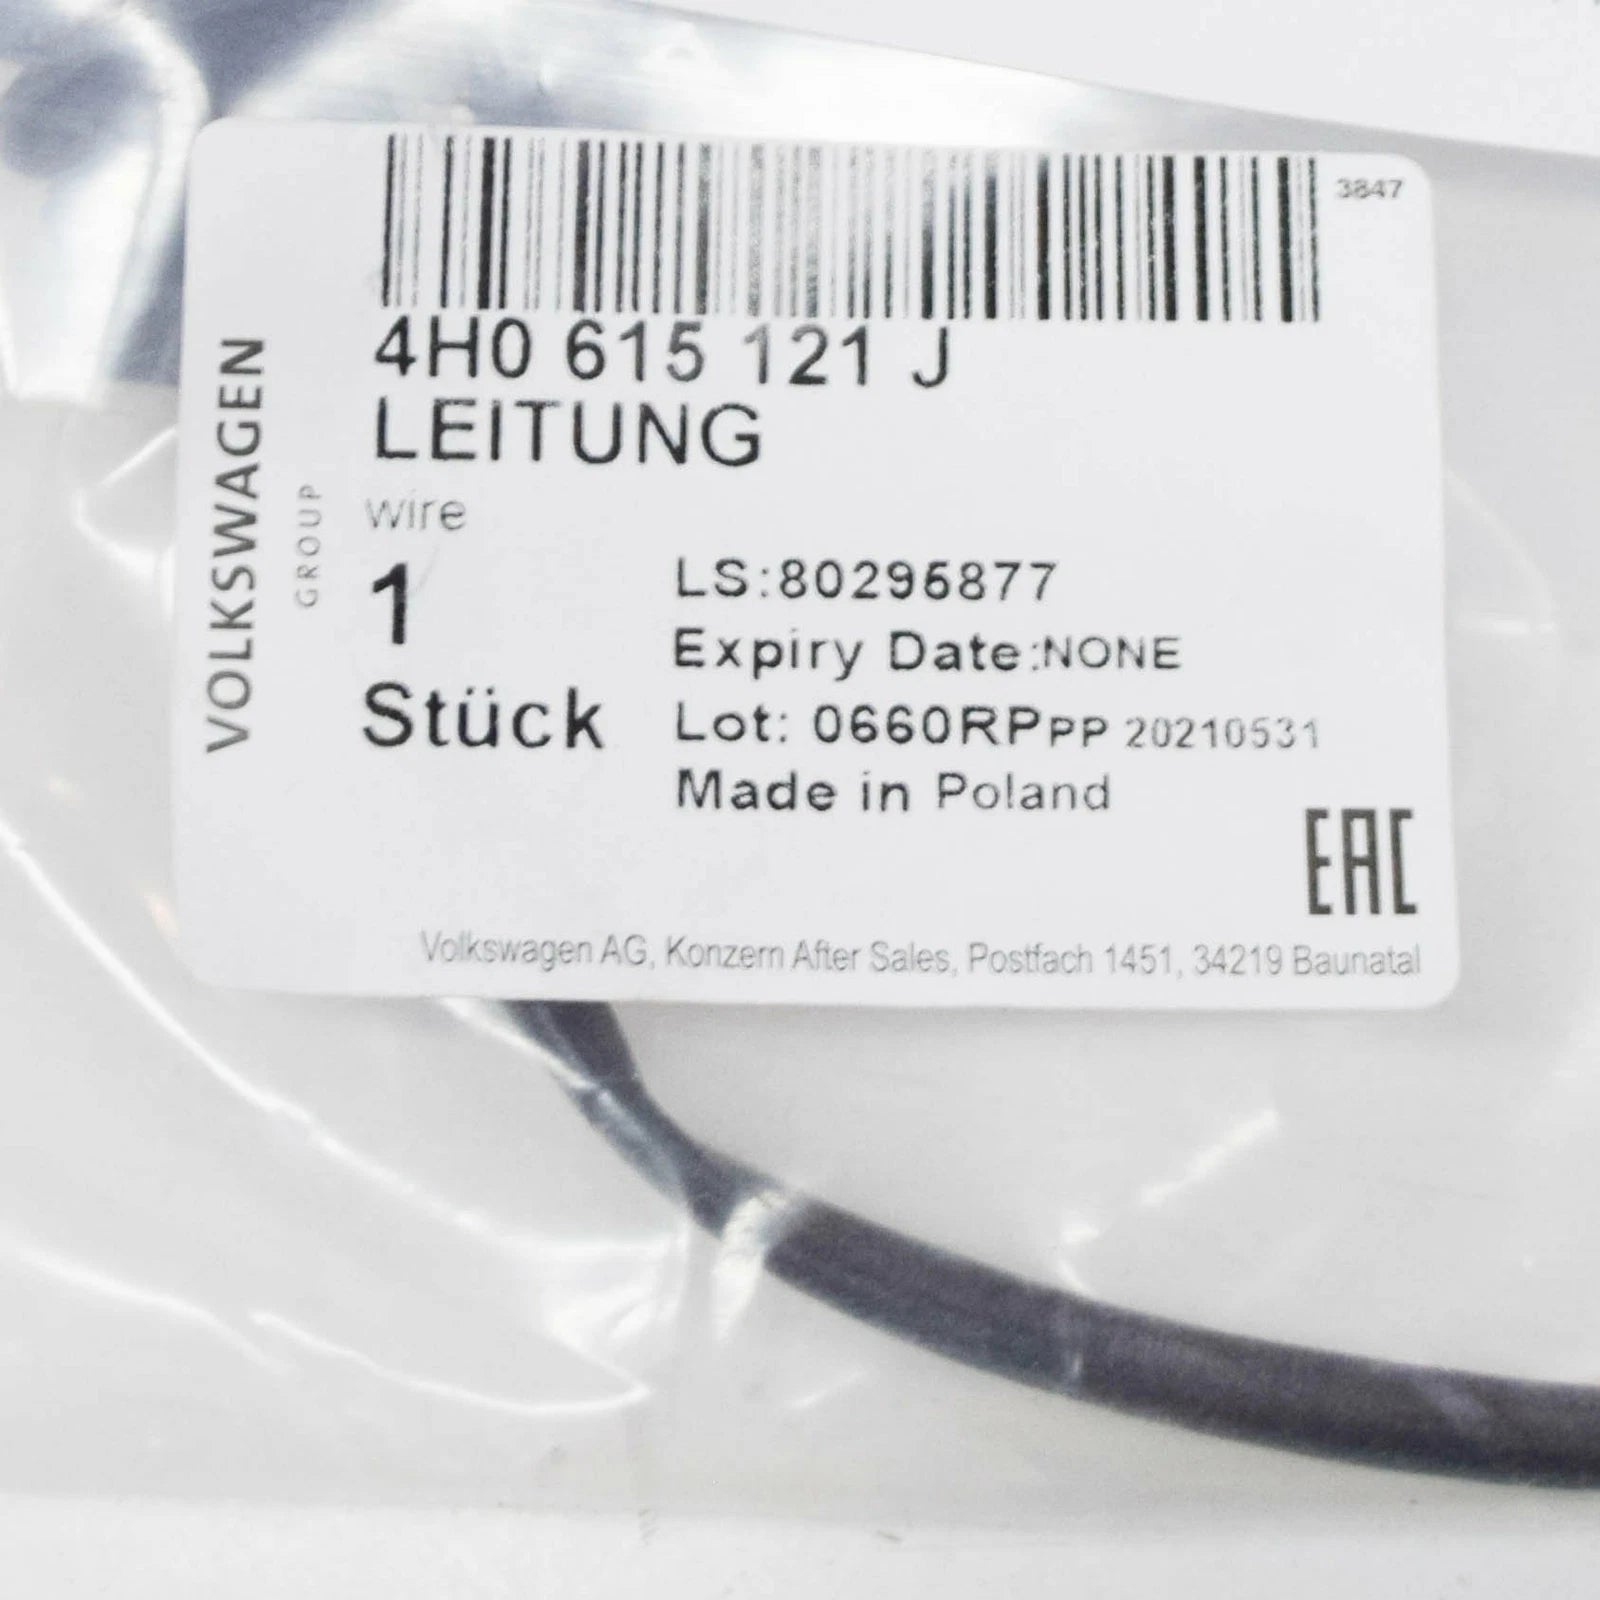 3847
4H0 615 121 J
LEITUNG
wire
1
Stück
LS:80295877
Expiry Date:NONE
Lot: 0660RPPP 20210531
Made in Poland
EAC
Volkswagen AG, Konzern After Sales, Postfach 1451, 34219 Baunatal
VOLKSWAGEN
GROUP